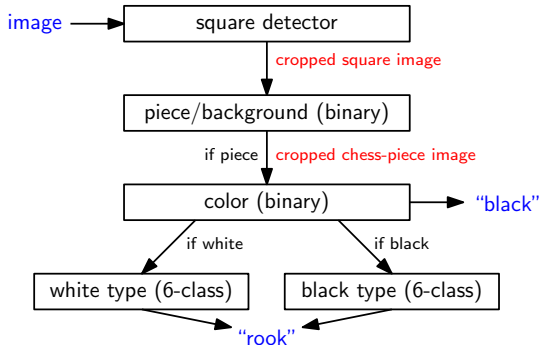 image
square detector
cropped square image
piece/background (binary)
if piece
cropped chess-piece image
color (binary)
“black”
if white
if black
white type (6-class)
black type (6-class)
“rook”